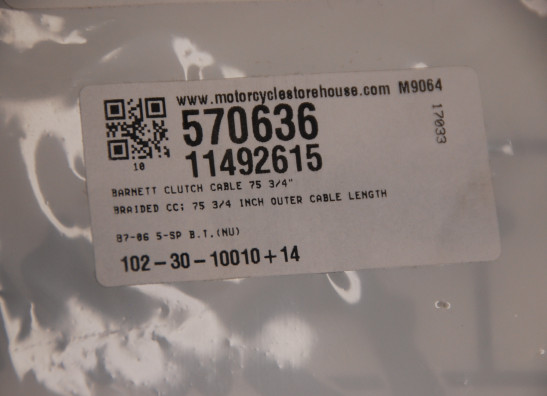 www.motorcyclestorehouse.com M9064
570636
17033
11492615
10
BARNETT CLUTCH CABLE 75 3/4"
BRAIDED CC; 75 3/4 INCH OUTER CABLE LENGTH
87-06 5-SP B.T.(NU)
102-30-10010+14